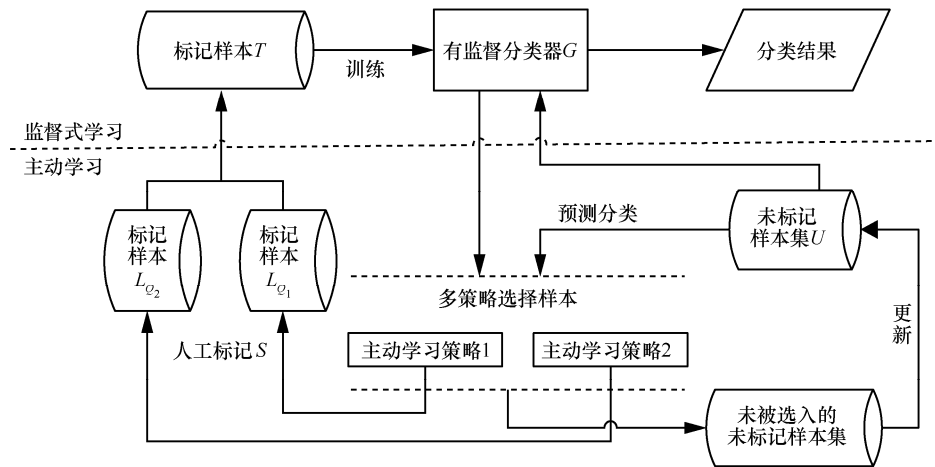 标记样本T
训练
有监督分类器G
分类结果
监督式学习
主动学习
标记
样本
L_{Q_2}
标记
样本
L_{Q_1}
预测分类
未标记
样本集U
多策略选择样本
更新
人工标记S
主动学习策略1
主动学习策略2
未被选入的
未标记样本集